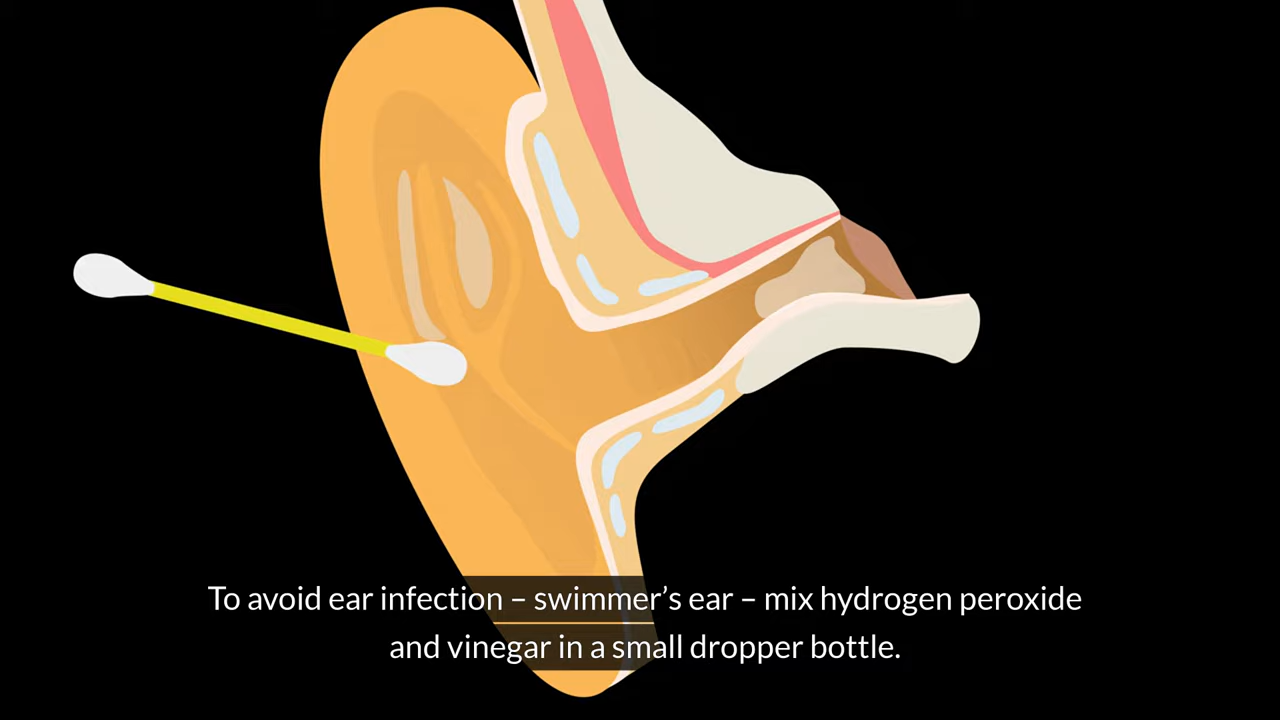 To avoid ear infection – swimmer’s ear – mix hydrogen peroxide
and vinegar in a small dropper bottle.